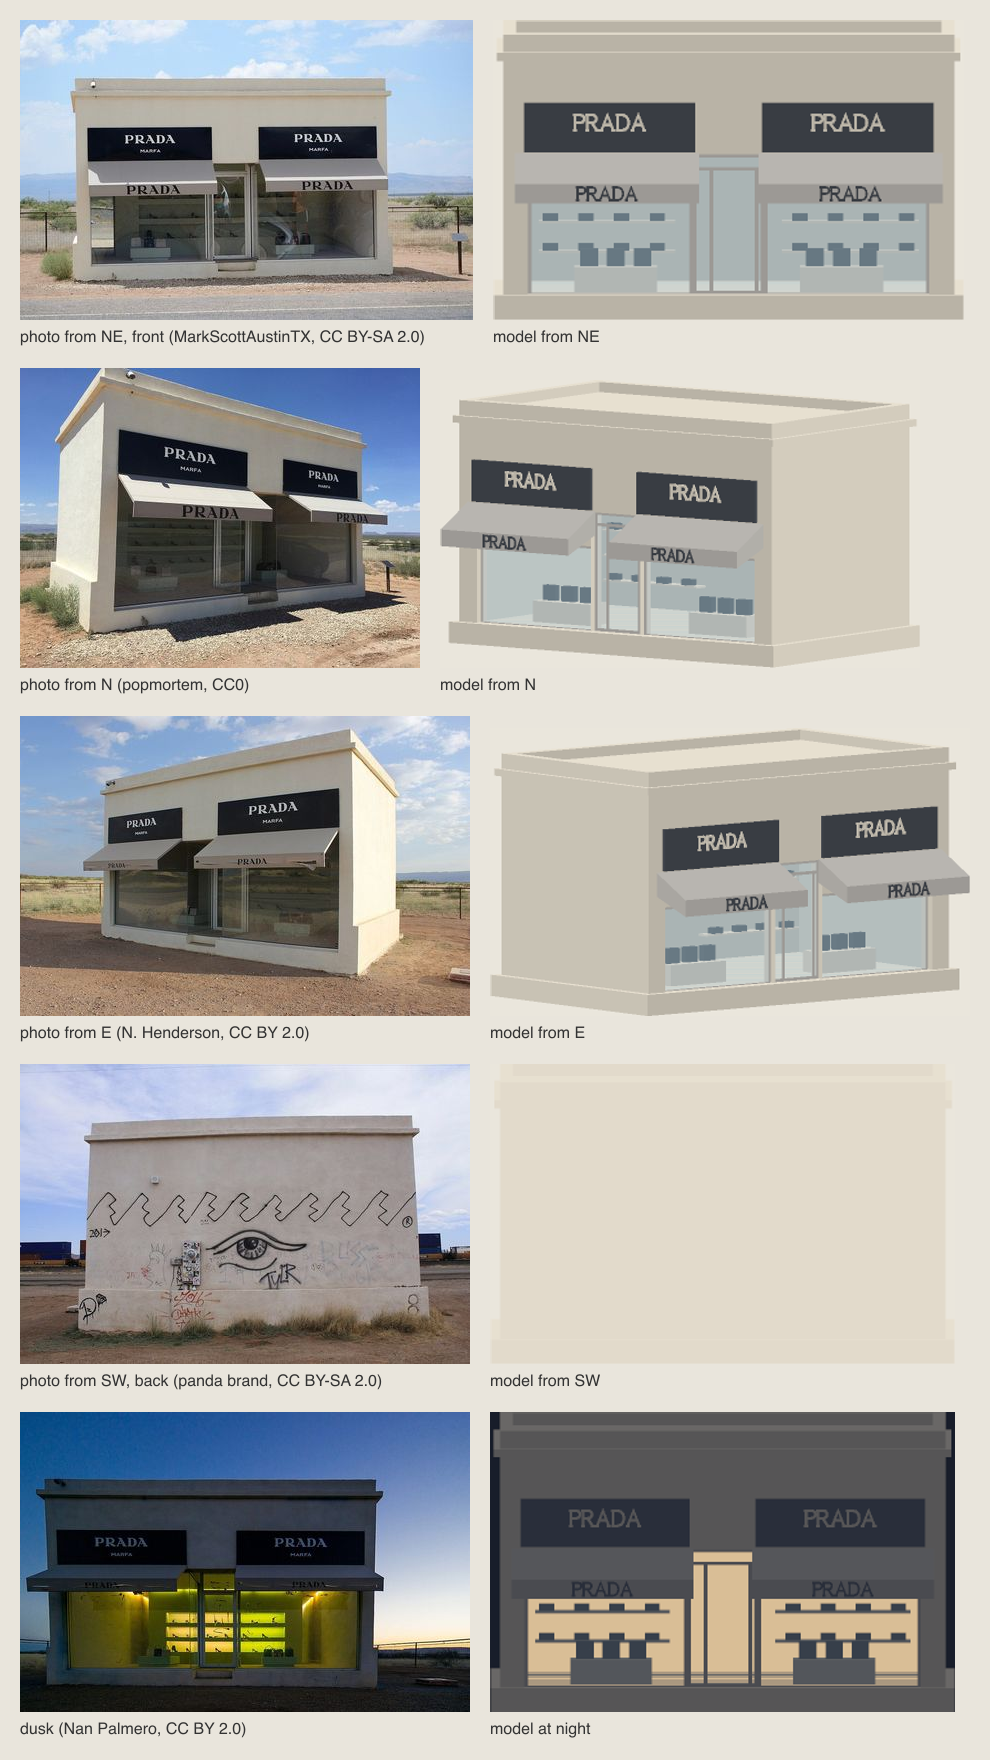 PRADA
MARFA
PRADA
MARFA
PRADA
PRADA
PRADA
PRADA
PRADA
PRADA
photo from NE, front (MarkScottAustinTX, CC BY-SA 2.0)
model from NE
PRADA
MARFA
PRADA
MARFA
PRADA
PRADA
PRADA
PRADA
PRADA
PRADA
photo from N (popmortem, CC0)
model from N
PRADA
MARFA
PRADA
MARFA
PRADA
PRADA
PRADA
PRADA
PRADA
PRADA
photo from E (N. Henderson, CC BY 2.0)
model from E
TVLR
photo from SW, back (panda brand, CC BY-SA 2.0)
model from SW
PRADA
MARFA
PRADA
MARFA
PRADA
PRADA
PRADA
PRADA
PRADA
PRADA
dusk (Nan Palmero, CC BY 2.0)
model at night